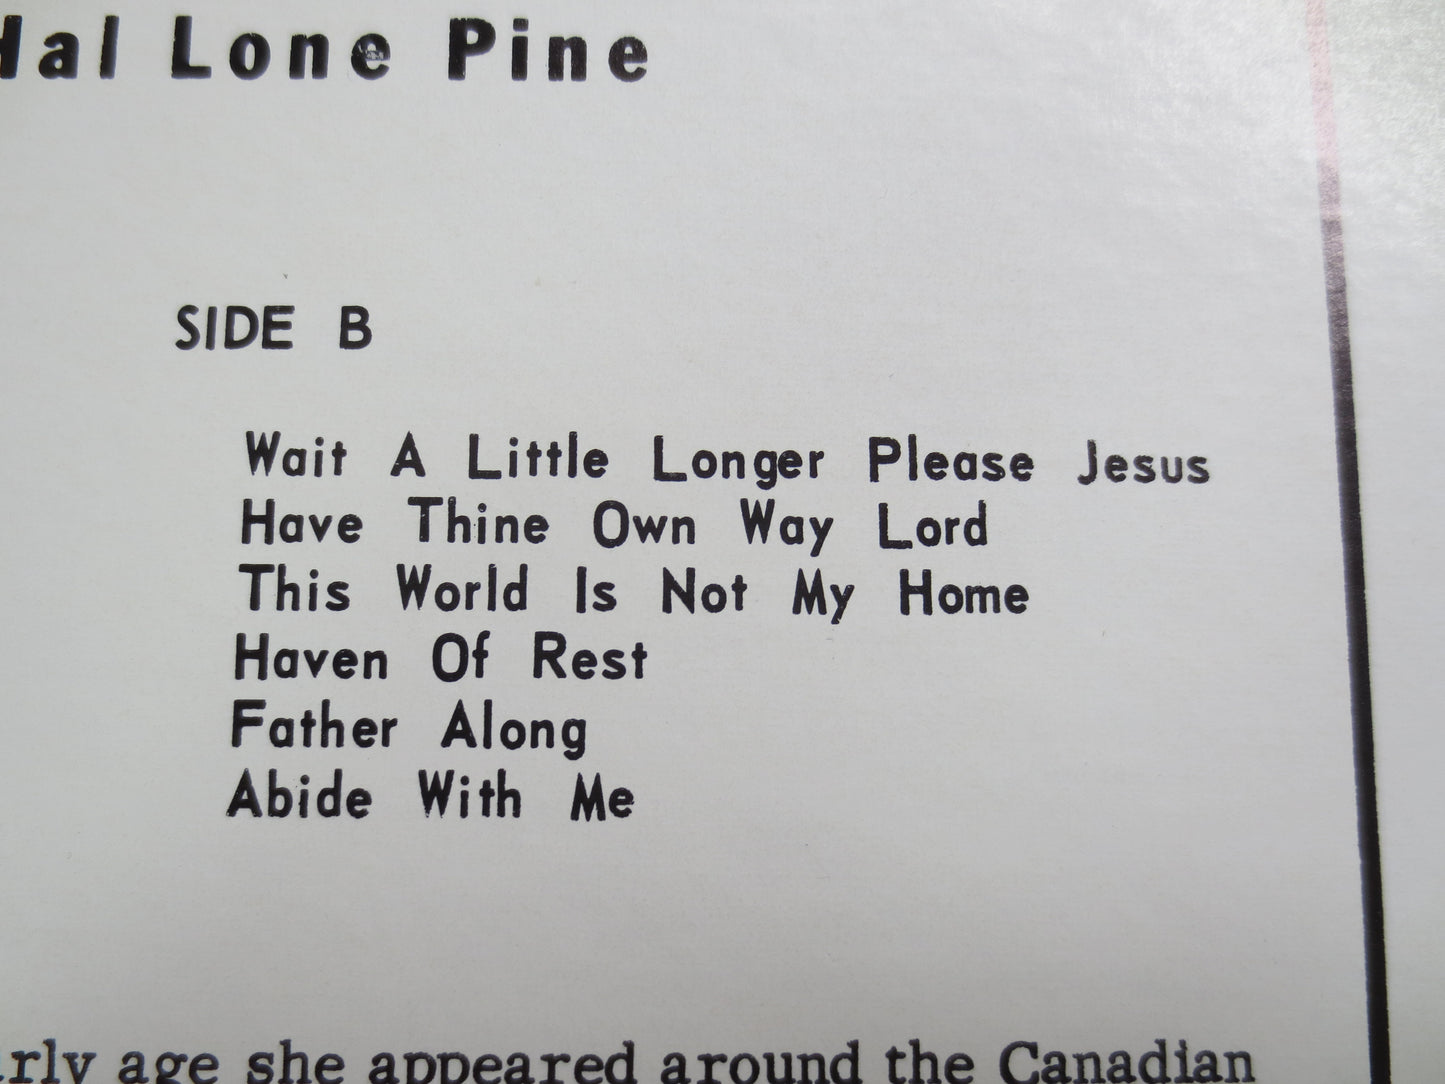 Hal Lone Pine
SIDE B
Wait A Little Longer Please Jesus
Have Thine Own Way Lord
This World Is Not My Home
Haven Of Rest
Father Along
Abide With Me
age she appeared around the Canadian